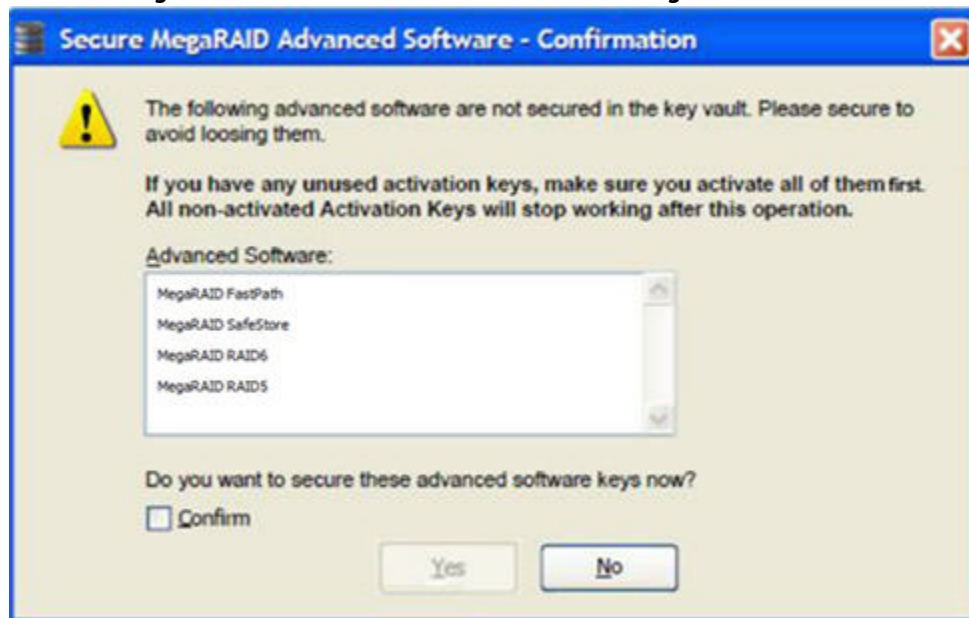 Secure MegaRAID Advanced Software - Confirmation
The following advanced software are not secured in the key vault. Please secure to
avoid loosing them.
If you have any unused activation keys, make sure you activate all of them first.
All non-activated Activation Keys will stop working after this operation.
Advanced Software:
MegaRAID FastPath
MegaRAID SafeStore
MegaRAID RAID6
MegaRAID RAID5
Do you want to secure these advanced software keys now?
Confirm
Yes No